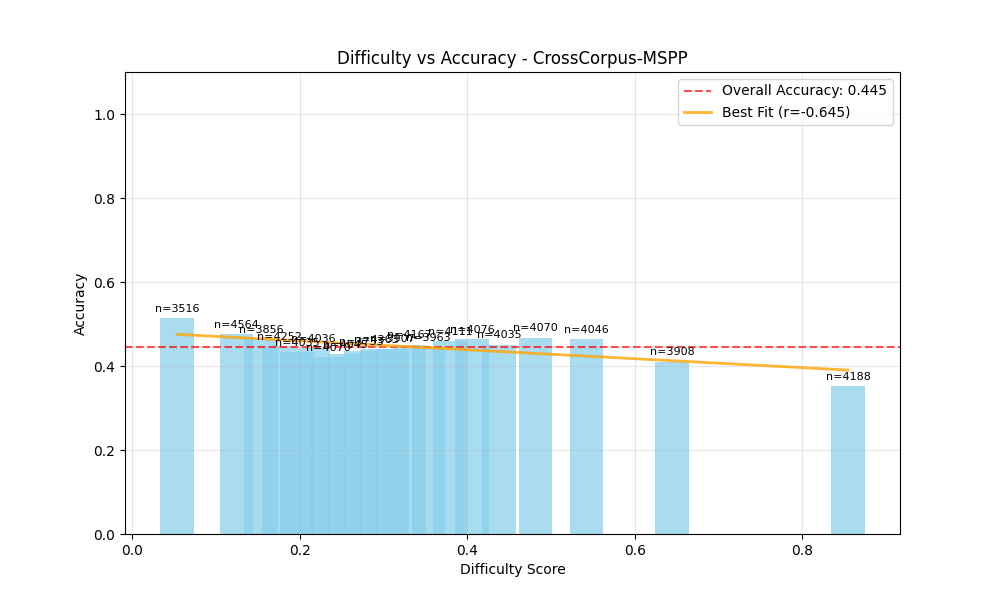 Difficulty vs Accuracy - CrossCorpus-MSPP
Overall Accuracy: 0.445
Best Fit (r=-0.645)
Accuracy
1.0
0.8
0.6
0.4
0.2
0.0
n=3516
n=4564
n=3856
n=4252
n=4036
n=4070
n=3963
n=4111
n=4076
n=4035
n=4070
n=4046
n=3908
n=4188
0.0
0.2
0.4
0.6
0.8
Difficulty Score